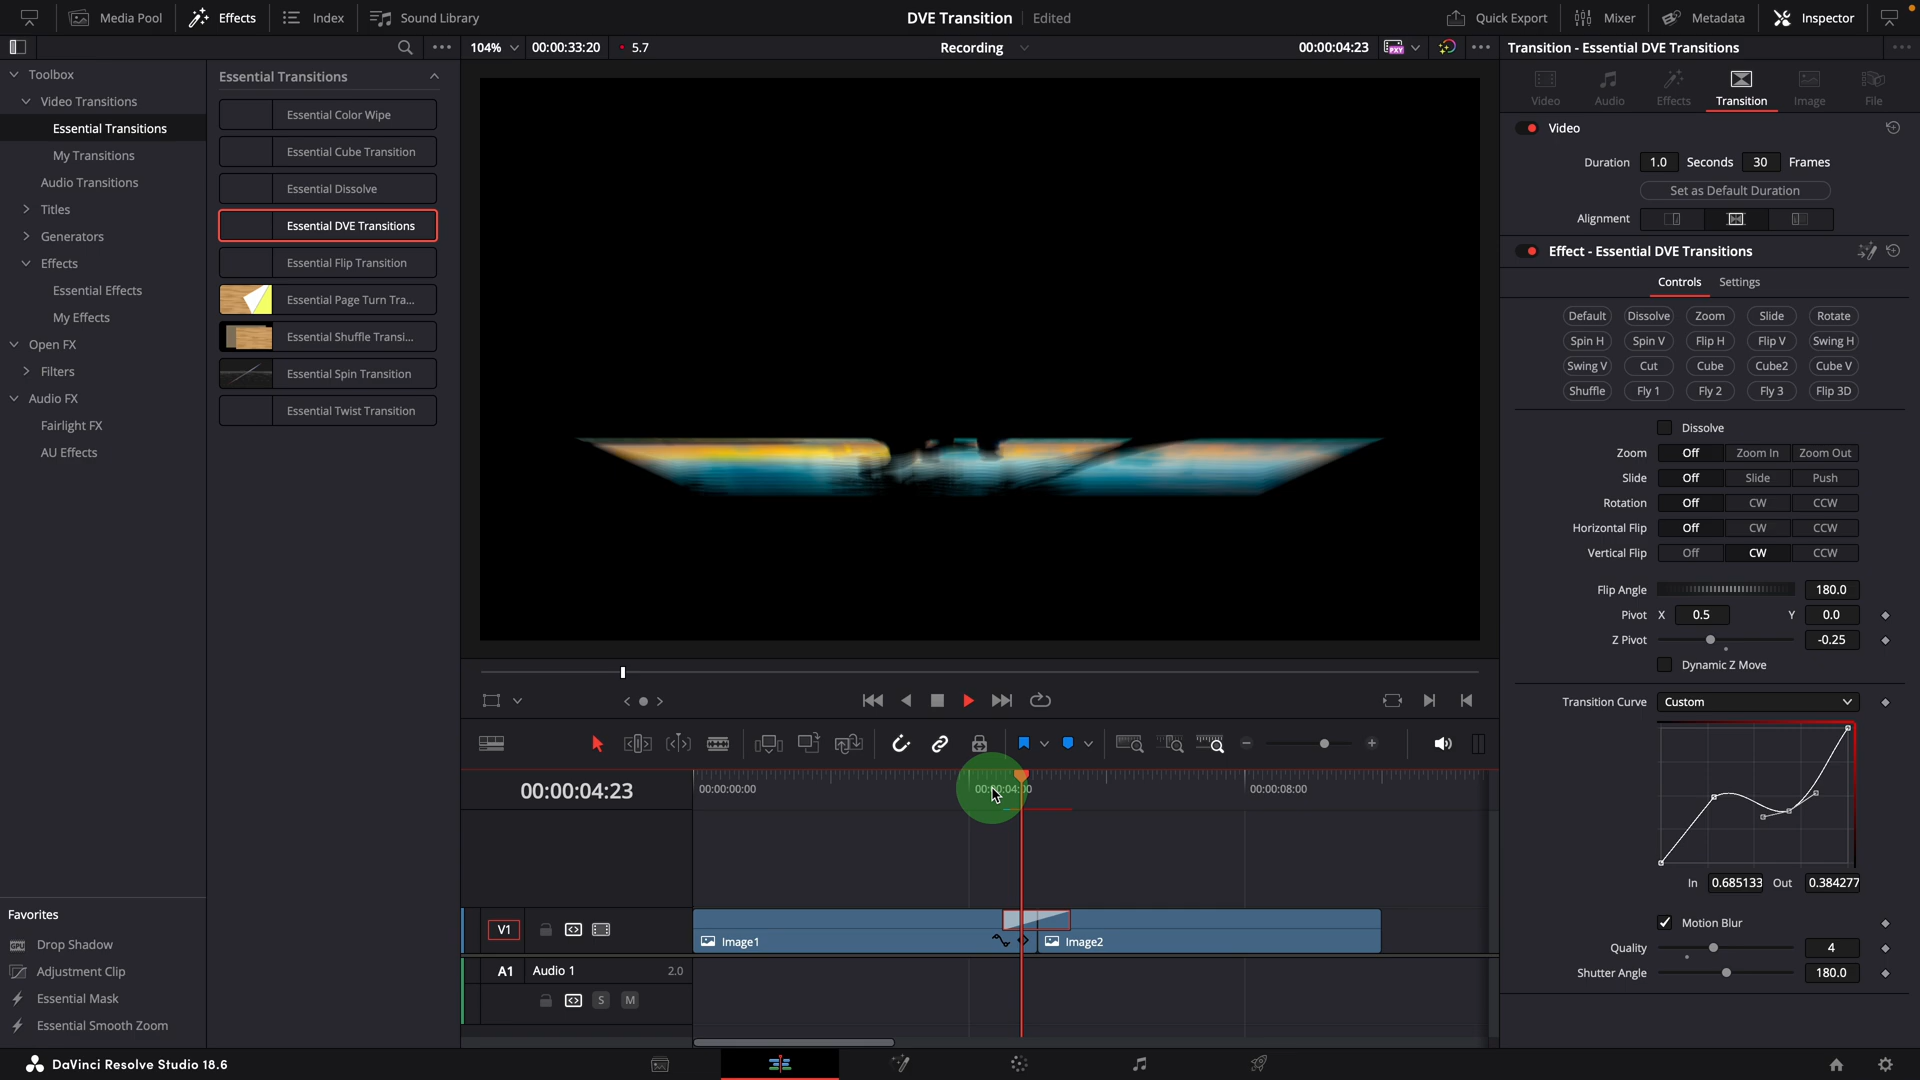 Media Pool
Effects
Index
Sound Library
DVE Transition
Edited
Quick Export
Mixer
Metadata
Inspector
104%
00:00:33:20
5.7
Recording
00:00:04:23
PXY
Transition - Essential DVE Transitions
Toolbox
Video Transitions
Essential Transitions
My Transitions
Audio Transitions
Titles
Generators
Effects
Essential Effects
My Effects
Open FX
Filters
Audio FX
Fairlight FX
AU Effects
Essential Transitions
Essential Color Wipe
Essential Cube Transition
Essential Dissolve
Essential DVE Transitions
Essential Flip Transition
Essential Page Turn Tra...
Essential Shuffle Transi...
Essential Spin Transition
Essential Twist Transition
Video
Audio
Effects
Transition
Image
File
Video
Duration 1.0 Seconds 30 Frames
Set as Default Duration
Alignment
Effect - Essential DVE Transitions
Controls Settings
Default Dissolve Zoom Slide Rotate
Spin H Spin V Flip H Flip V Swing H
Swing V Cut Cube Cube2 Cube V
Shuffle Fly 1 Fly 2 Fly 3 Flip 3D
Dissolve
Zoom Off Zoom In Zoom Out
Slide Off Slide Push
Rotation Off CW CCW
Horizontal Flip Off CW CCW
Vertical Flip Off CW CCW
Flip Angle 180.0
Pivot X 0.5 Y 0.0
Z Pivot -0.25
Dynamic Z Move
Transition Curve Custom
In 0.685133 Out 0.384277
Motion Blur
Quality 4
Shutter Angle 180.0
00:00:04:23
00:00:00:00
00:00:04:00
00:00:08:00
V1
Image1
Image2
A1 Audio 1 2.0
S M
Favorites
Drop Shadow
Adjustment Clip
Essential Mask
Essential Smooth Zoom
DaVinci Resolve Studio 18.6